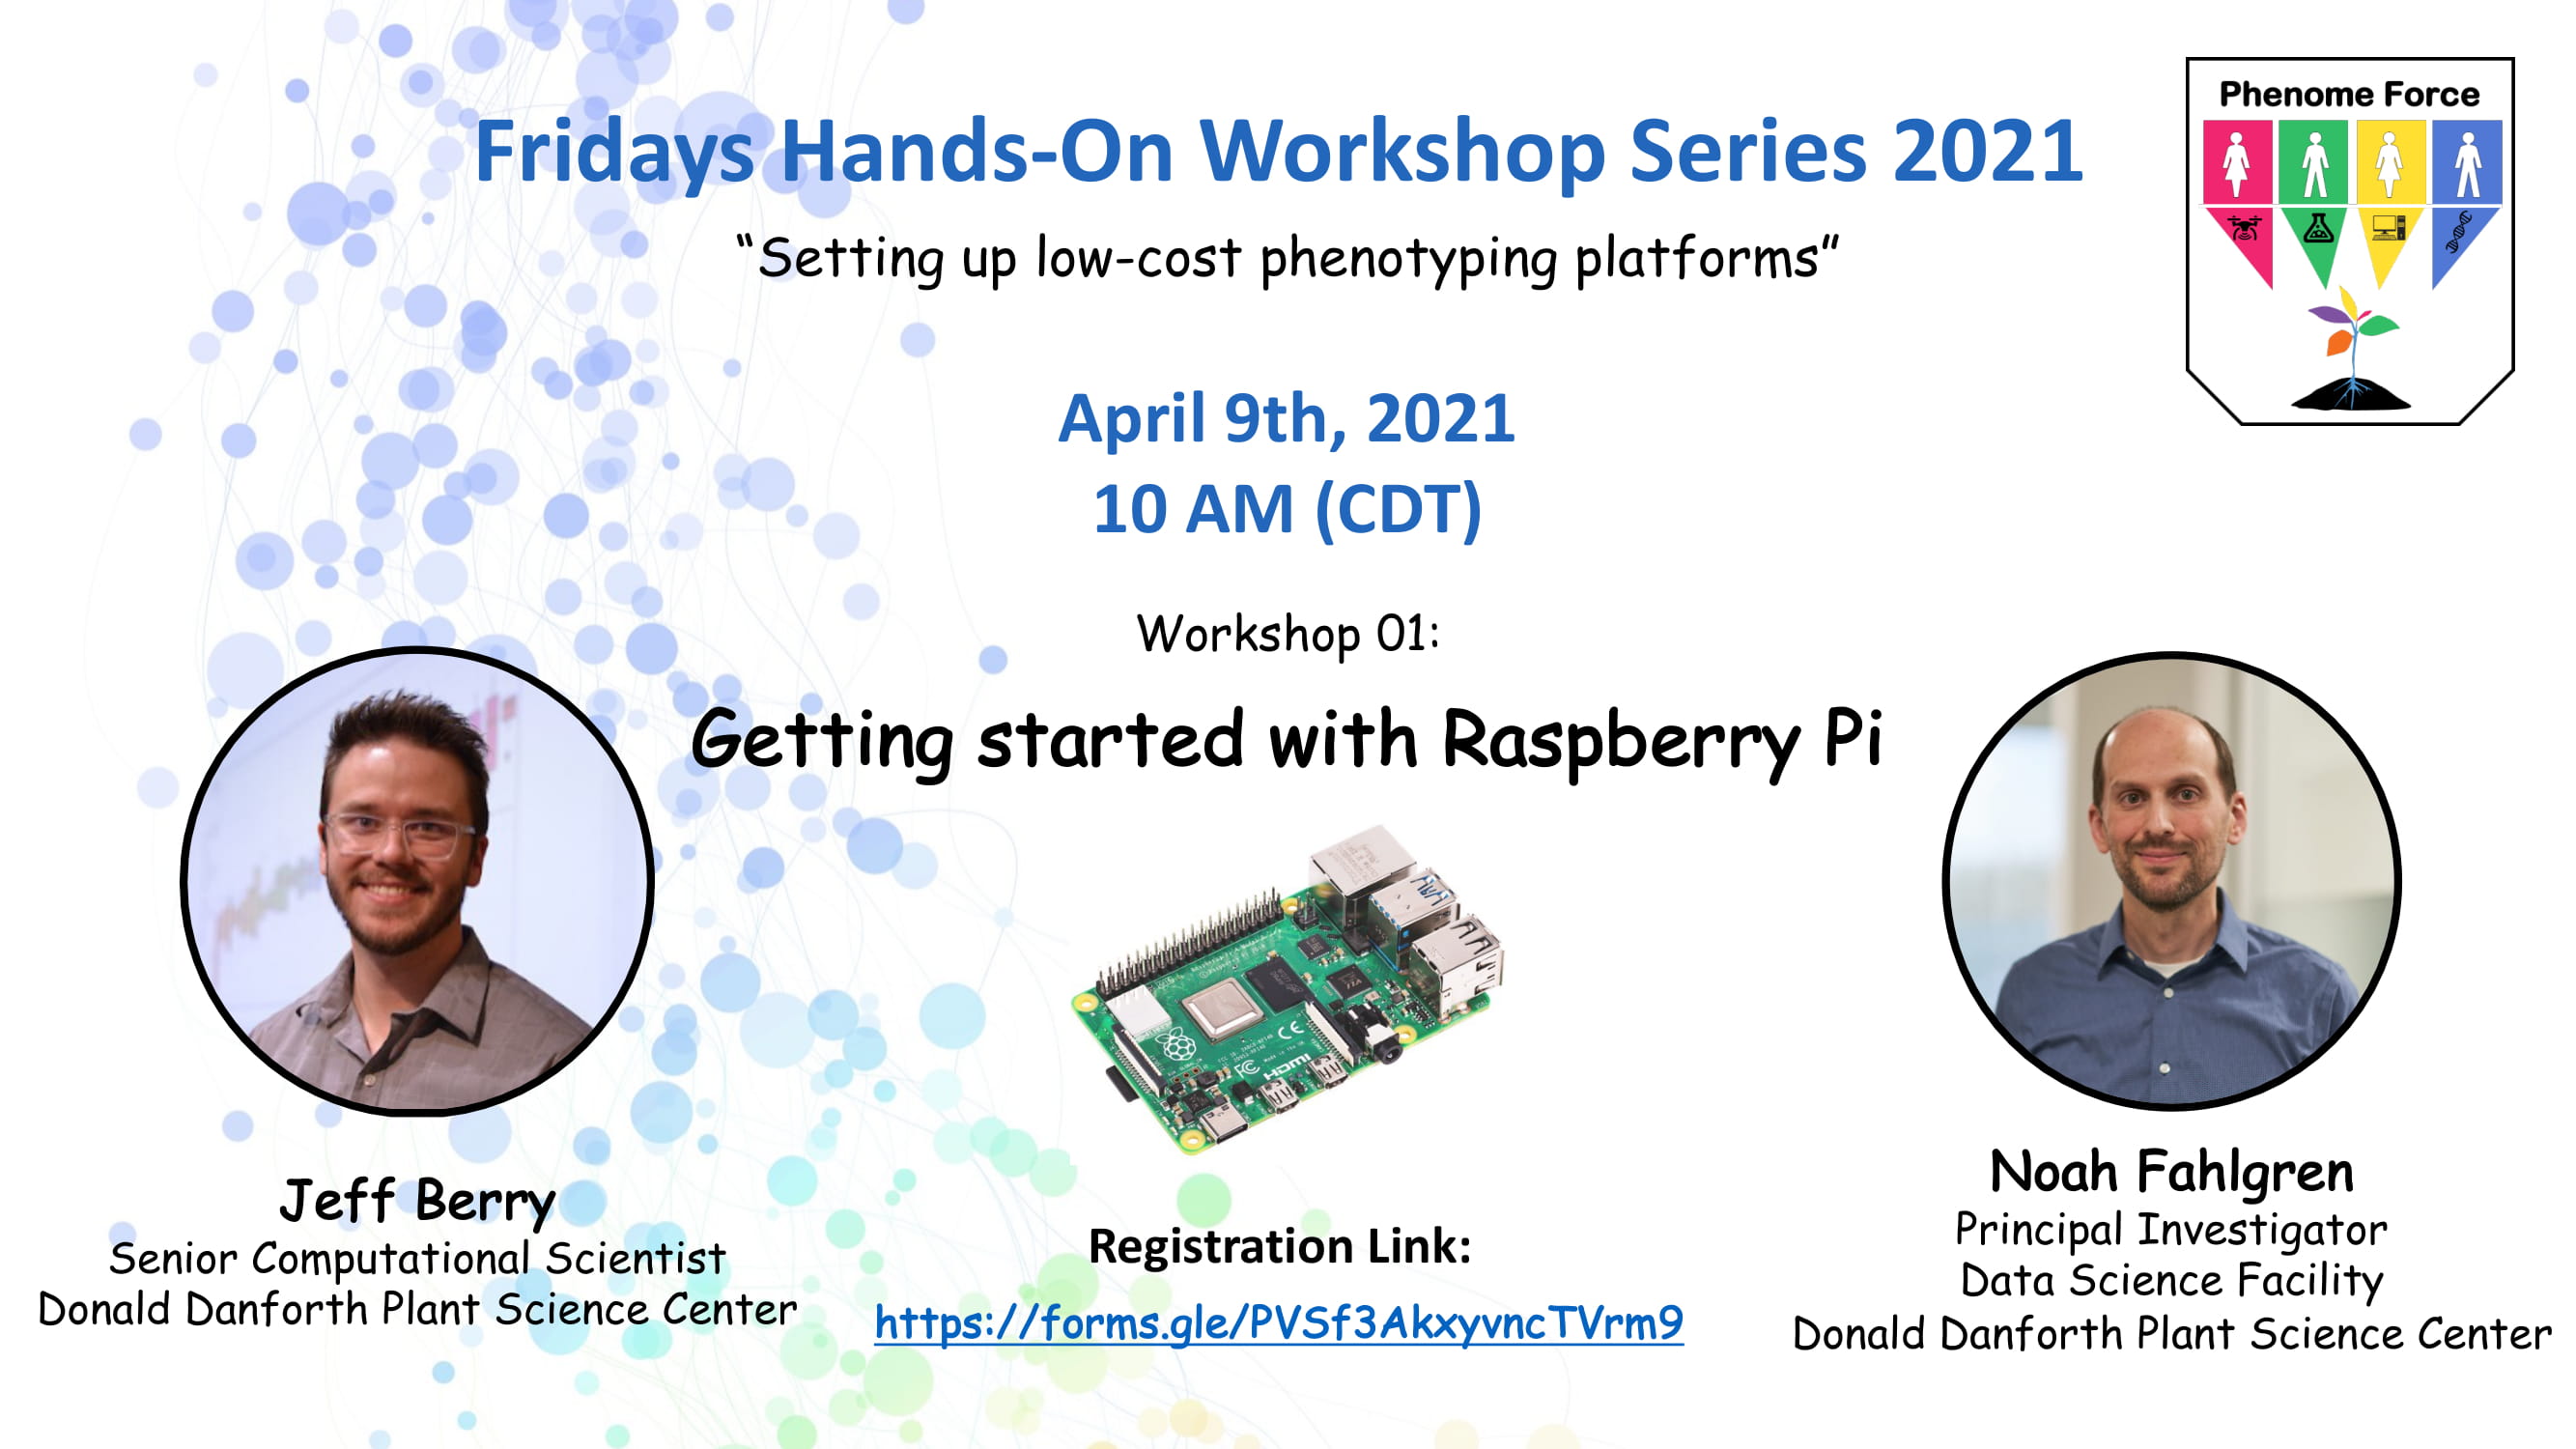 Phenome Force
Fridays Hands-On Workshop Series 2021
“Setting up low-cost phenotyping platforms”
April 9th, 2021
10 AM (CDT)
Workshop 01:
Getting started with Raspberry Pi
HDMI
Jeff Berry
Senior Computational Scientist
Donald Danforth Plant Science Center
Registration Link:
https://forms.gle/PVSf3AkxyvncTVrm9
Noah Fahlgren
Principal Investigator
Data Science Facility
Donald Danforth Plant Science Center